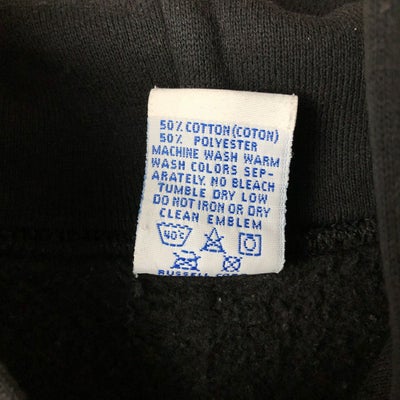 50% COTTON (COTON)
50% POLYESTER
MACHINE WASH WARM
WASH COLORS SEP-
ARATELY. NO BLEACH
TUMBLE DRY LOW
DO NOT IRON OR DRY
CLEAN EMBLEM
40°C
RUSSELL